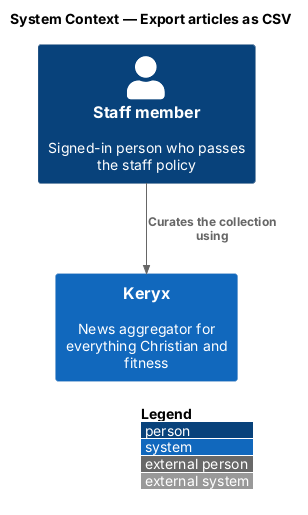 System Context — Export articles as CSV
Staff member
Signed-in person who passes
the staff policy
Curates the collection
using
Keryx
News aggregator for
everything Christian and
fitness
Legend
person
system
external person
external system